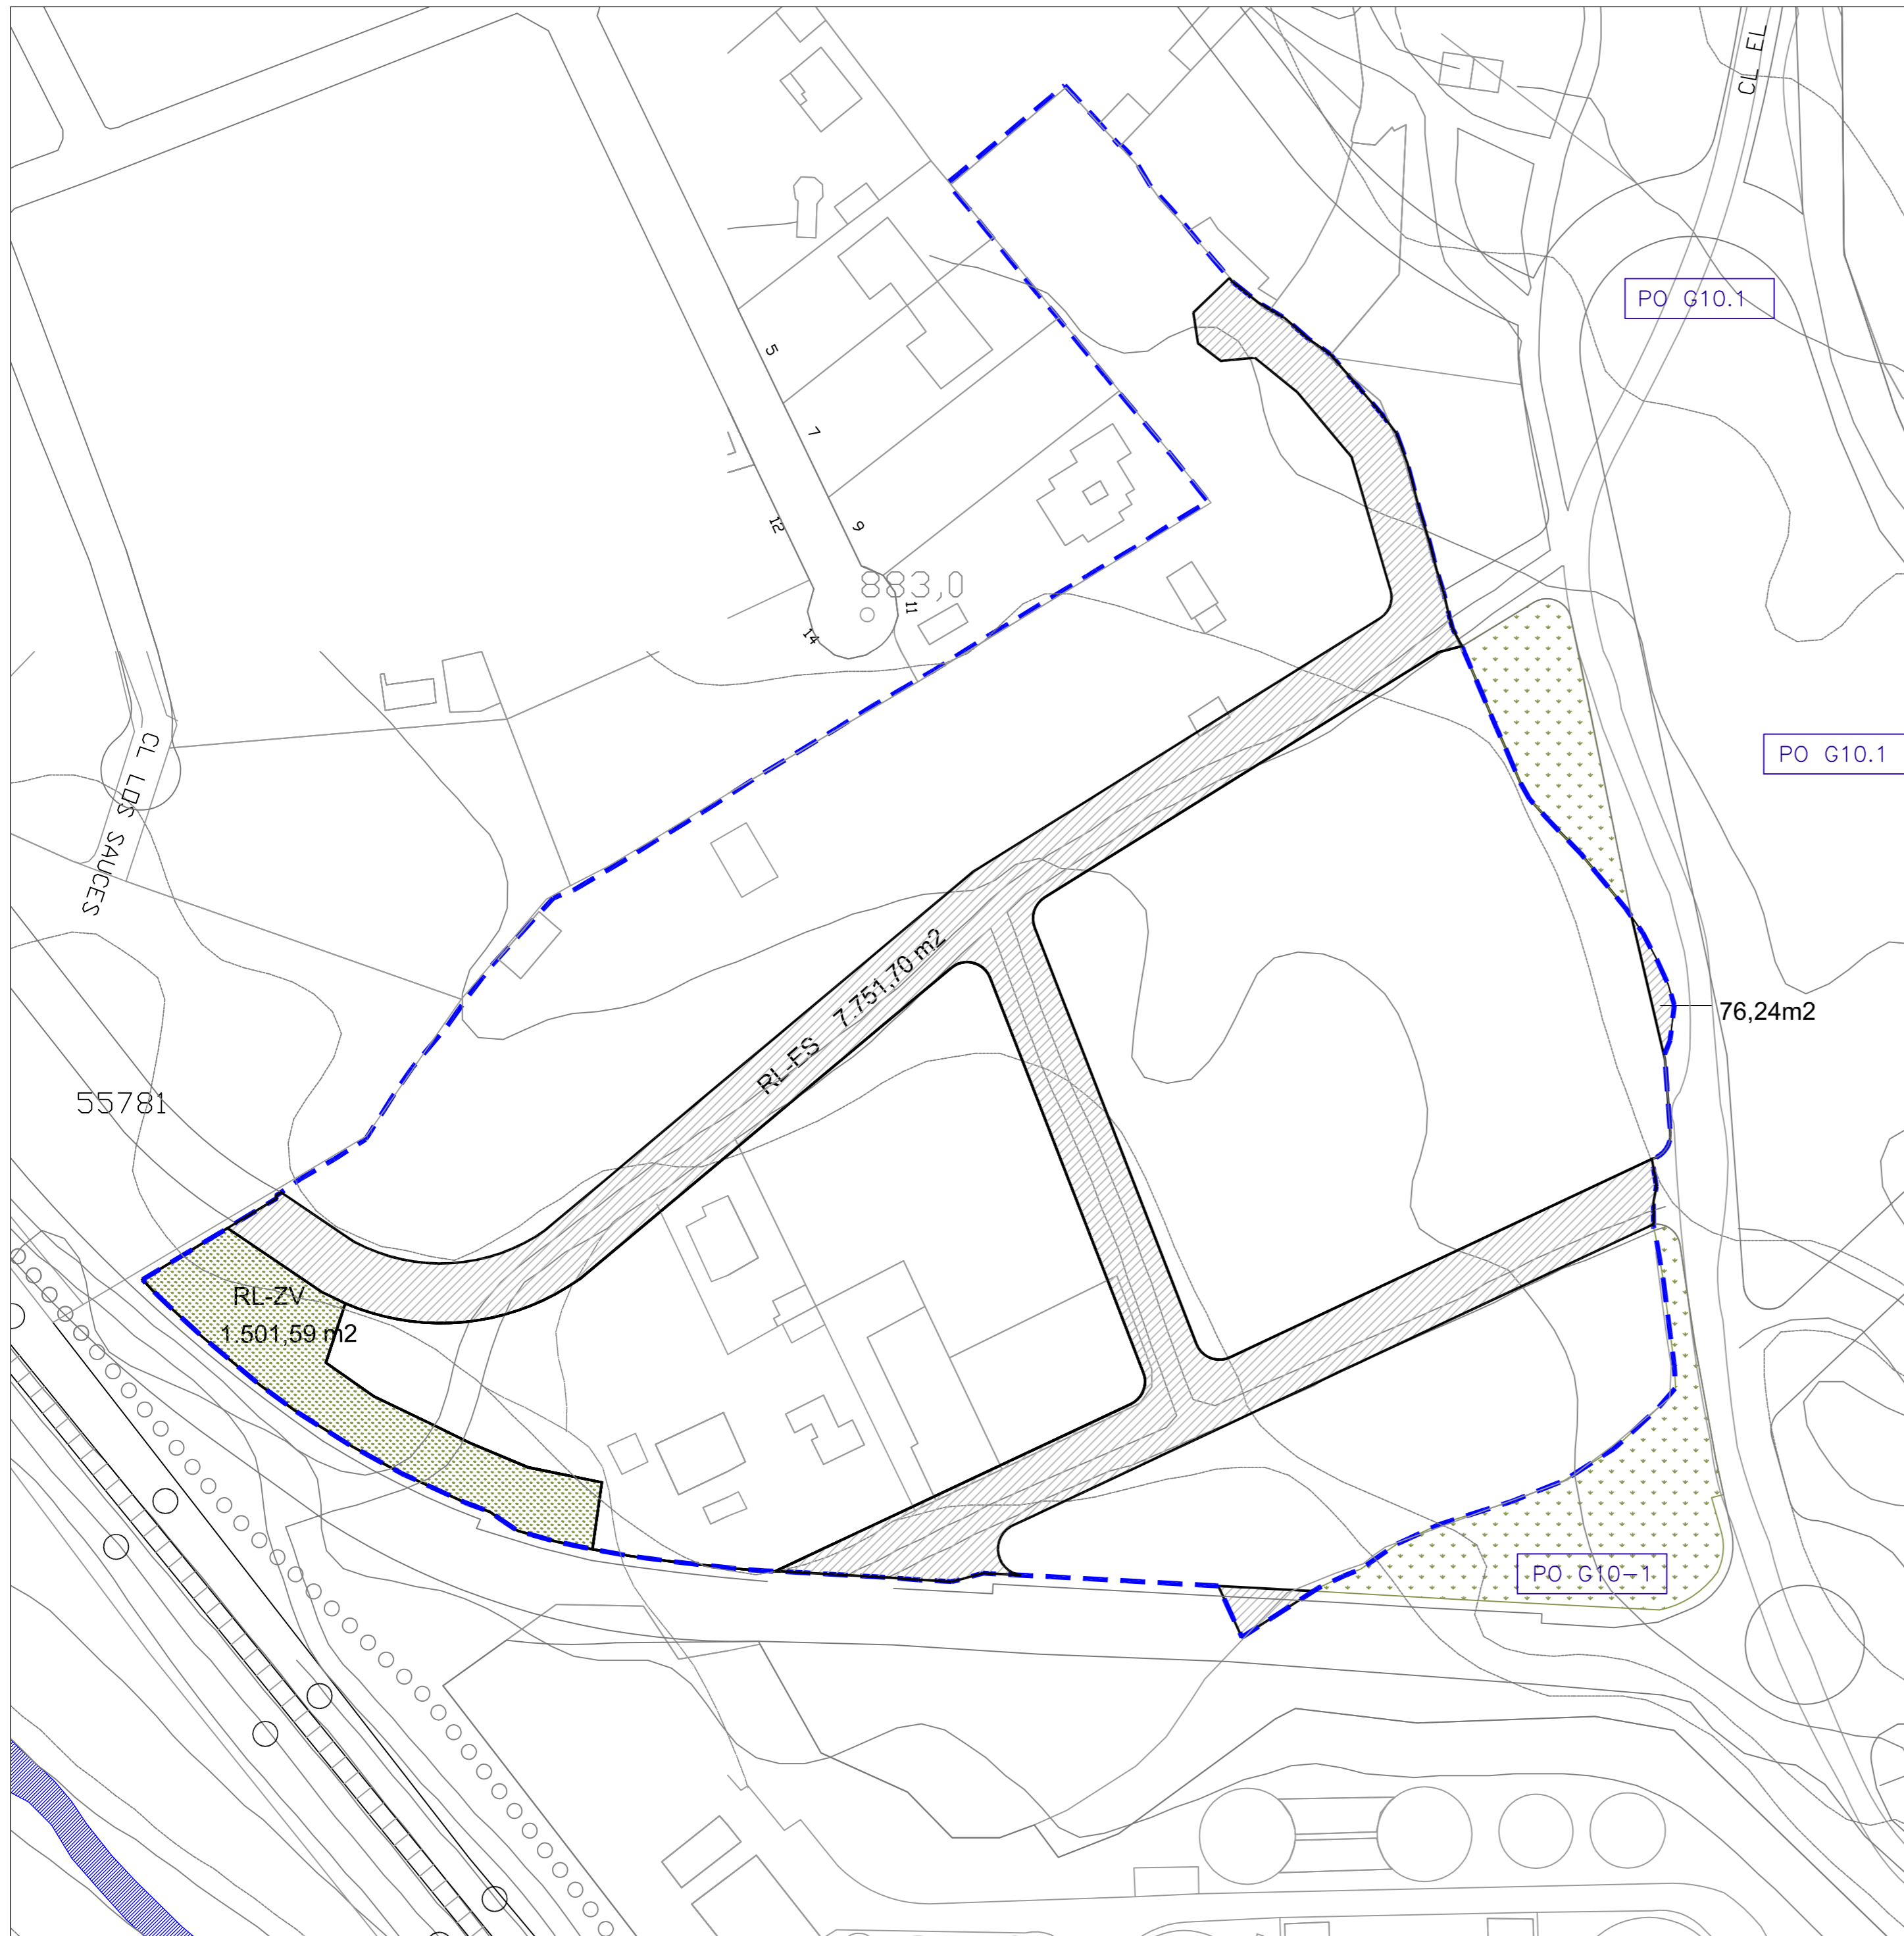 CL EL
PO G10.1
5
7
9
12
883,0
11
14
CL LOS SAUCES
PO G10.1
RL-ES 7.751,70 m2
76,24m2
55781
RL-ZV
1.501,59 m2
PO G10-1